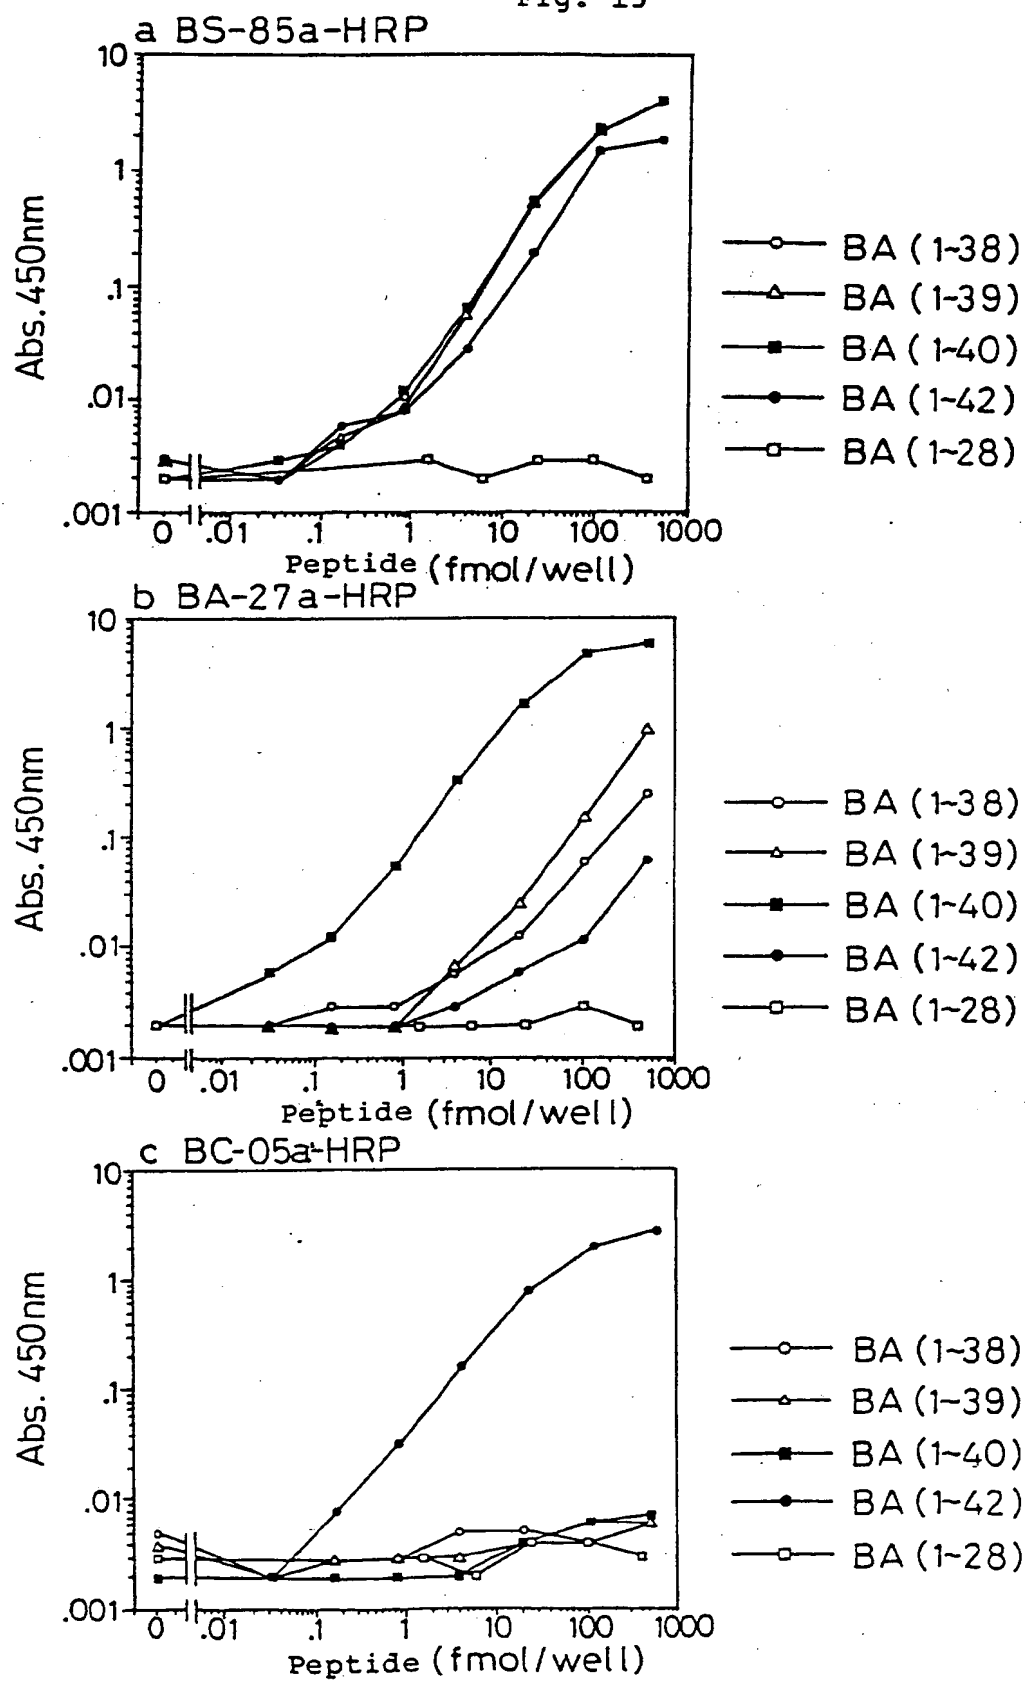 Fig. 13
a BS-85a-HRP
10
1
.1
.01
.001
Abs. 450nm
0 .01 .1 1 10 100 1000
Peptide (fmol/well)
BA (1~38)
BA (1~39)
BA (1~40)
BA (1~42)
BA (1~28)
b BA-27a-HRP
10
1
.1
.01
.001
Abs. 450nm
0 .01 .1 1 10 100 1000
Peptide (fmol/well)
BA (1~38)
BA (1~39)
BA (1~40)
BA (1~42)
BA (1~28)
c BC-05a-HRP
10
1
.1
.01
.001
Abs. 450nm
0 .01 .1 1 10 100 1000
Peptide (fmol/well)
BA (1~38)
BA (1~39)
BA (1~40)
BA (1~42)
BA (1~28)